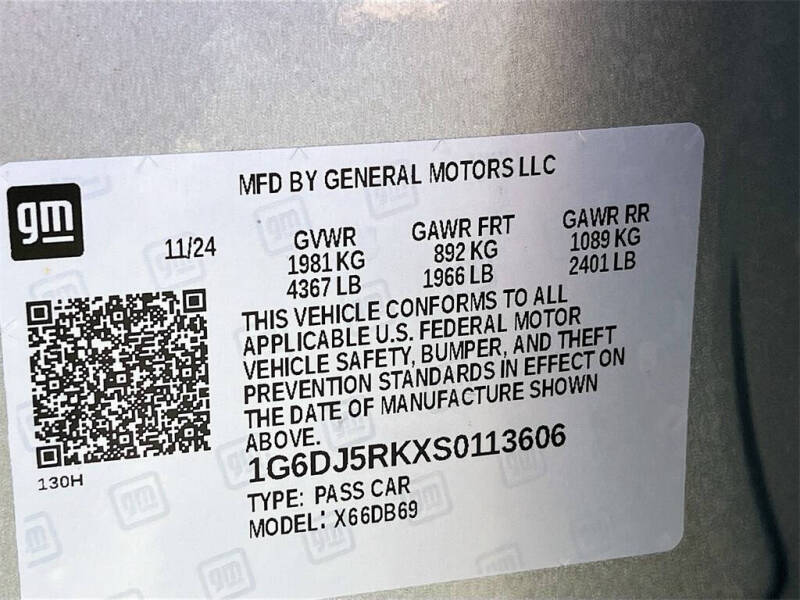 MFD BY GENERAL MOTORS LLC
gm
11/24
GVWR
1981 KG
4367 LB
GAWR FRT
892 KG
1966 LB
GAWR RR
1089 KG
2401 LB
THIS VEHICLE CONFORMS TO ALL
APPLICABLE U.S. FEDERAL MOTOR
VEHICLE SAFETY, BUMPER, AND THEFT
PREVENTION STANDARDS IN EFFECT ON
THE DATE OF MANUFACTURE SHOWN
ABOVE.
1G6DJ5RKXS0113606
TYPE: PASS CAR
MODEL: X66DB69
130H